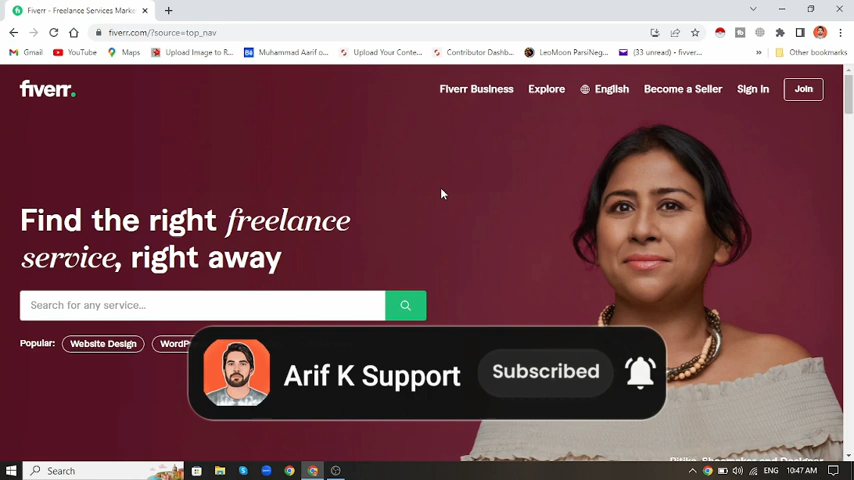 Fiverr - Freelance Services Marke
fiverr.com/?source=top_nav
Gmail
YouTube
Maps
Upload Image to R...
Muhammad Aarif o...
Upload Your Conte...
Contributor Dashb...
LeoMoon ParsiNeg...
(33 unread) - fivver...
»
Other bookmarks
fiverr.
Fiverr Business
Explore
English
Become a Seller
Sign In
Join
Find the right freelance
service, right away
Search for any service...
Popular:
Website Design
WordP
Arif K Support
Subscribed
Search
ENG
10:47 AM